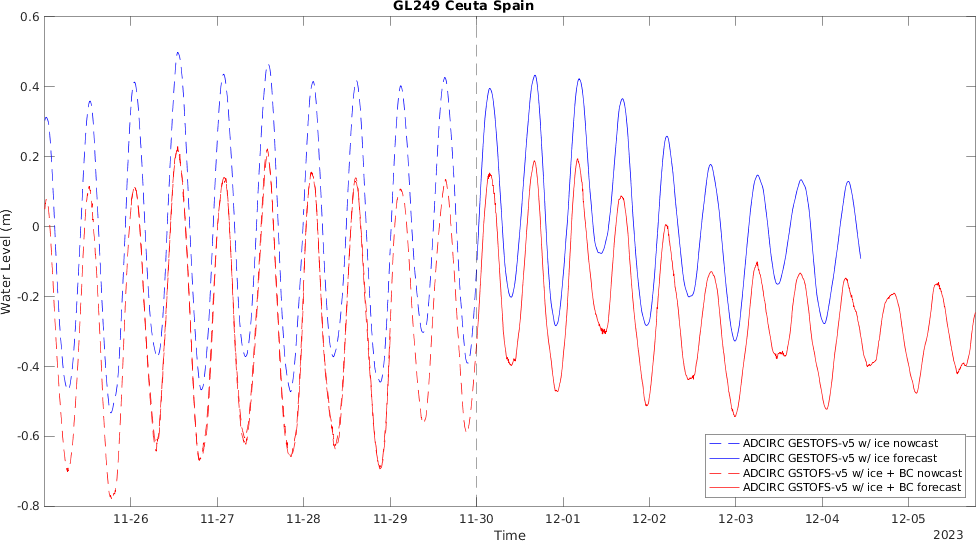 GL249 Ceuta Spain
0.6
0.4
0.2
0
-0.2
-0.4
-0.6
-0.8
Water Level (m)
ADCIRC GESTOFS-v5 w/ ice nowcast
ADCIRC GESTOFS-v5 w/ ice forecast
ADCIRC GSTOFS-v5 w/ ice + BC nowcast
ADCIRC GSTOFS-v5 w/ ice + BC forecast
11-26 11-27 11-28 11-29 11-30 12-01 12-02 12-03 12-04 12-05
Time
2023